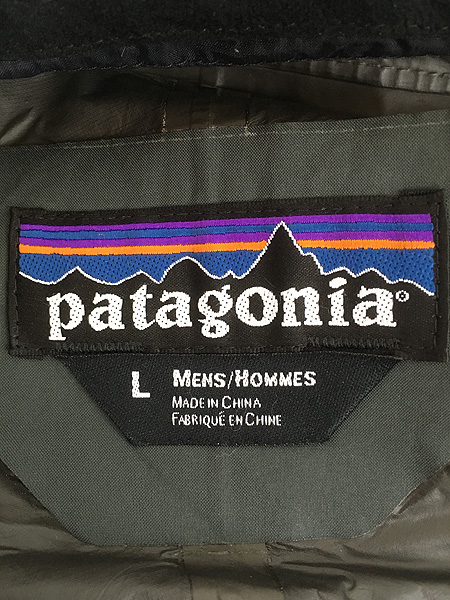 patagonia®
L MENS/HOMMES
MADE IN CHINA
FABRIQUÉ EN CHINE